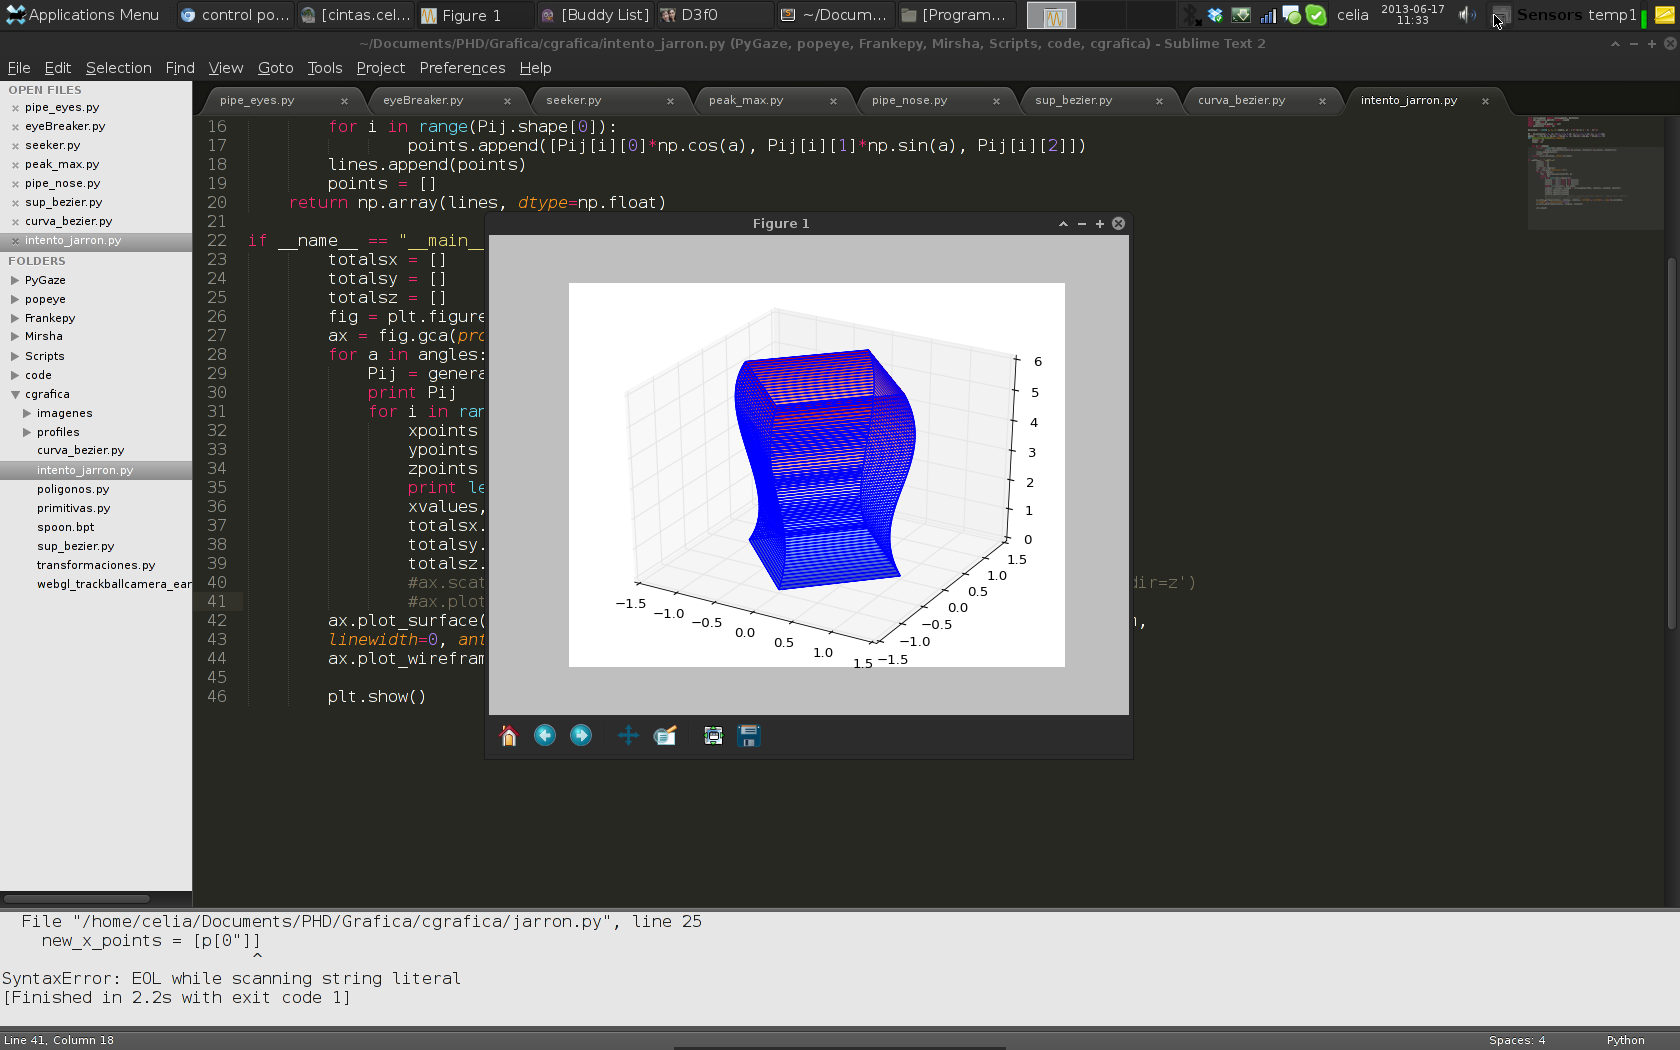 Applications Menu
control po...
[cintas.cel...
Figure 1
[Buddy List]
D3f0
~/Docum...
[Program...
celia
2013-06-17
11:33
Sensors temp1
~/Documents/PHD/Grafica/cgrafica/intento_jarron.py (PyGaze, popeye, Frankepy, Mirsha, Scripts, code, cgrafica) - Sublime Text 2
File Edit Selection Find View Goto Tools Project Preferences Help
OPEN FILES
pipe_eyes.py
eyeBreaker.py
seeker.py
peak_max.py
pipe_nose.py
sup_bezier.py
curva_bezier.py
intento_jarron.py
FOLDERS
PyGaze
popeye
Frankepy
Mirsha
Scripts
code
cgrafica
imagenes
profiles
curva_bezier.py
intento_jarron.py
poligonos.py
primitivas.py
spoon.bpt
sup_bezier.py
transformaciones.py
webgl_trackballcamera_ear
pipe_eyes.py
eyeBreaker.py
seeker.py
peak_max.py
pipe_nose.py
sup_bezier.py
curva_bezier.py
intento_jarron.py
16 for i in range(Pij.shape[0]):
17 points.append([Pij[i][0]*np.cos(a), Pij[i][1]*np.sin(a), Pij[i][2]])
18 lines.append(points)
19 points = []
20 return np.array(lines, dtype=np.float)
21
22 if __name__ == "__main__
23 totalsx = []
24 totalsy = []
25 totalsz = []
26 fig = plt.figure
27 ax = fig.gca(pro
28 for a in angles:
29 Pij = genera
30 print Pij
31 for i in ran
32 xpoints
33 ypoints
34 zpoints
35 print le
36 xvalues,
37 totalsx.
38 totalsy.
39 totalsz.
40 #ax.scat dir=z')
41 #ax.plot
42 ax.plot_surface( ,
43 linewidth=0, ant
44 ax.plot_wirefram
45
46 plt.show()
Figure 1
6
5
4
3
2
1
0
1.5
1.0
0.5
0.0
−0.5
−1.0
−1.5
−1.5
−1.0
−0.5
0.0
0.5
1.0
1.5
File "/home/celia/Documents/PHD/Grafica/cgrafica/jarron.py", line 25
new_x_points = [p[0"]]
^
SyntaxError: EOL while scanning string literal
[Finished in 2.2s with exit code 1]
Line 41, Column 18
Spaces: 4
Python